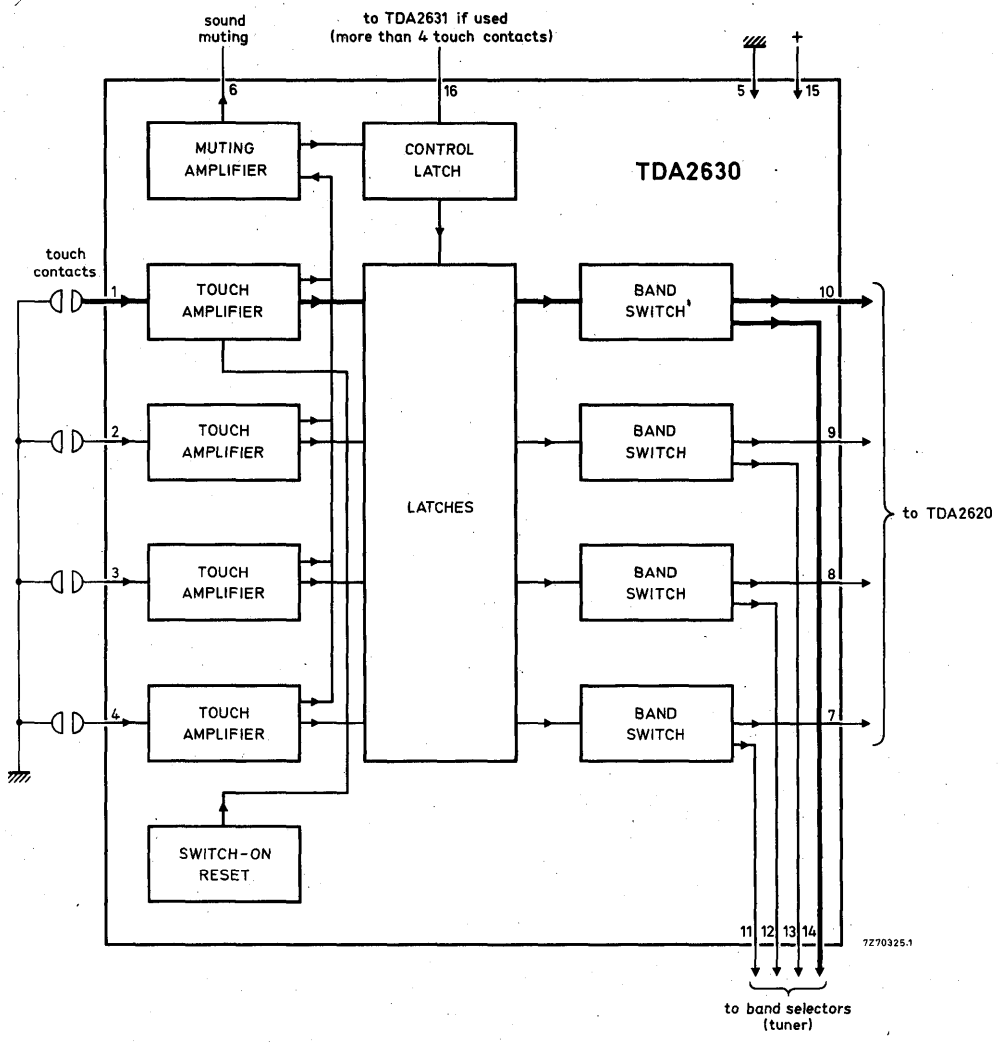 sound
muting
to TDA2631 if used
(more than 4 touch contacts)
+
6
16
5
15
MUTING
AMPLIFIER
CONTROL
LATCH
TDA2630
touch
contacts
1
TOUCH
AMPLIFIER
BAND
SWITCH
10
2
TOUCH
AMPLIFIER
BAND
SWITCH
9
LATCHES
to TDA2620
3
TOUCH
AMPLIFIER
BAND
SWITCH
8
4
TOUCH
AMPLIFIER
BAND
SWITCH
7
SWITCH-ON
RESET
11
12
13
14
7Z70325.1
to band selectors
(tuner)